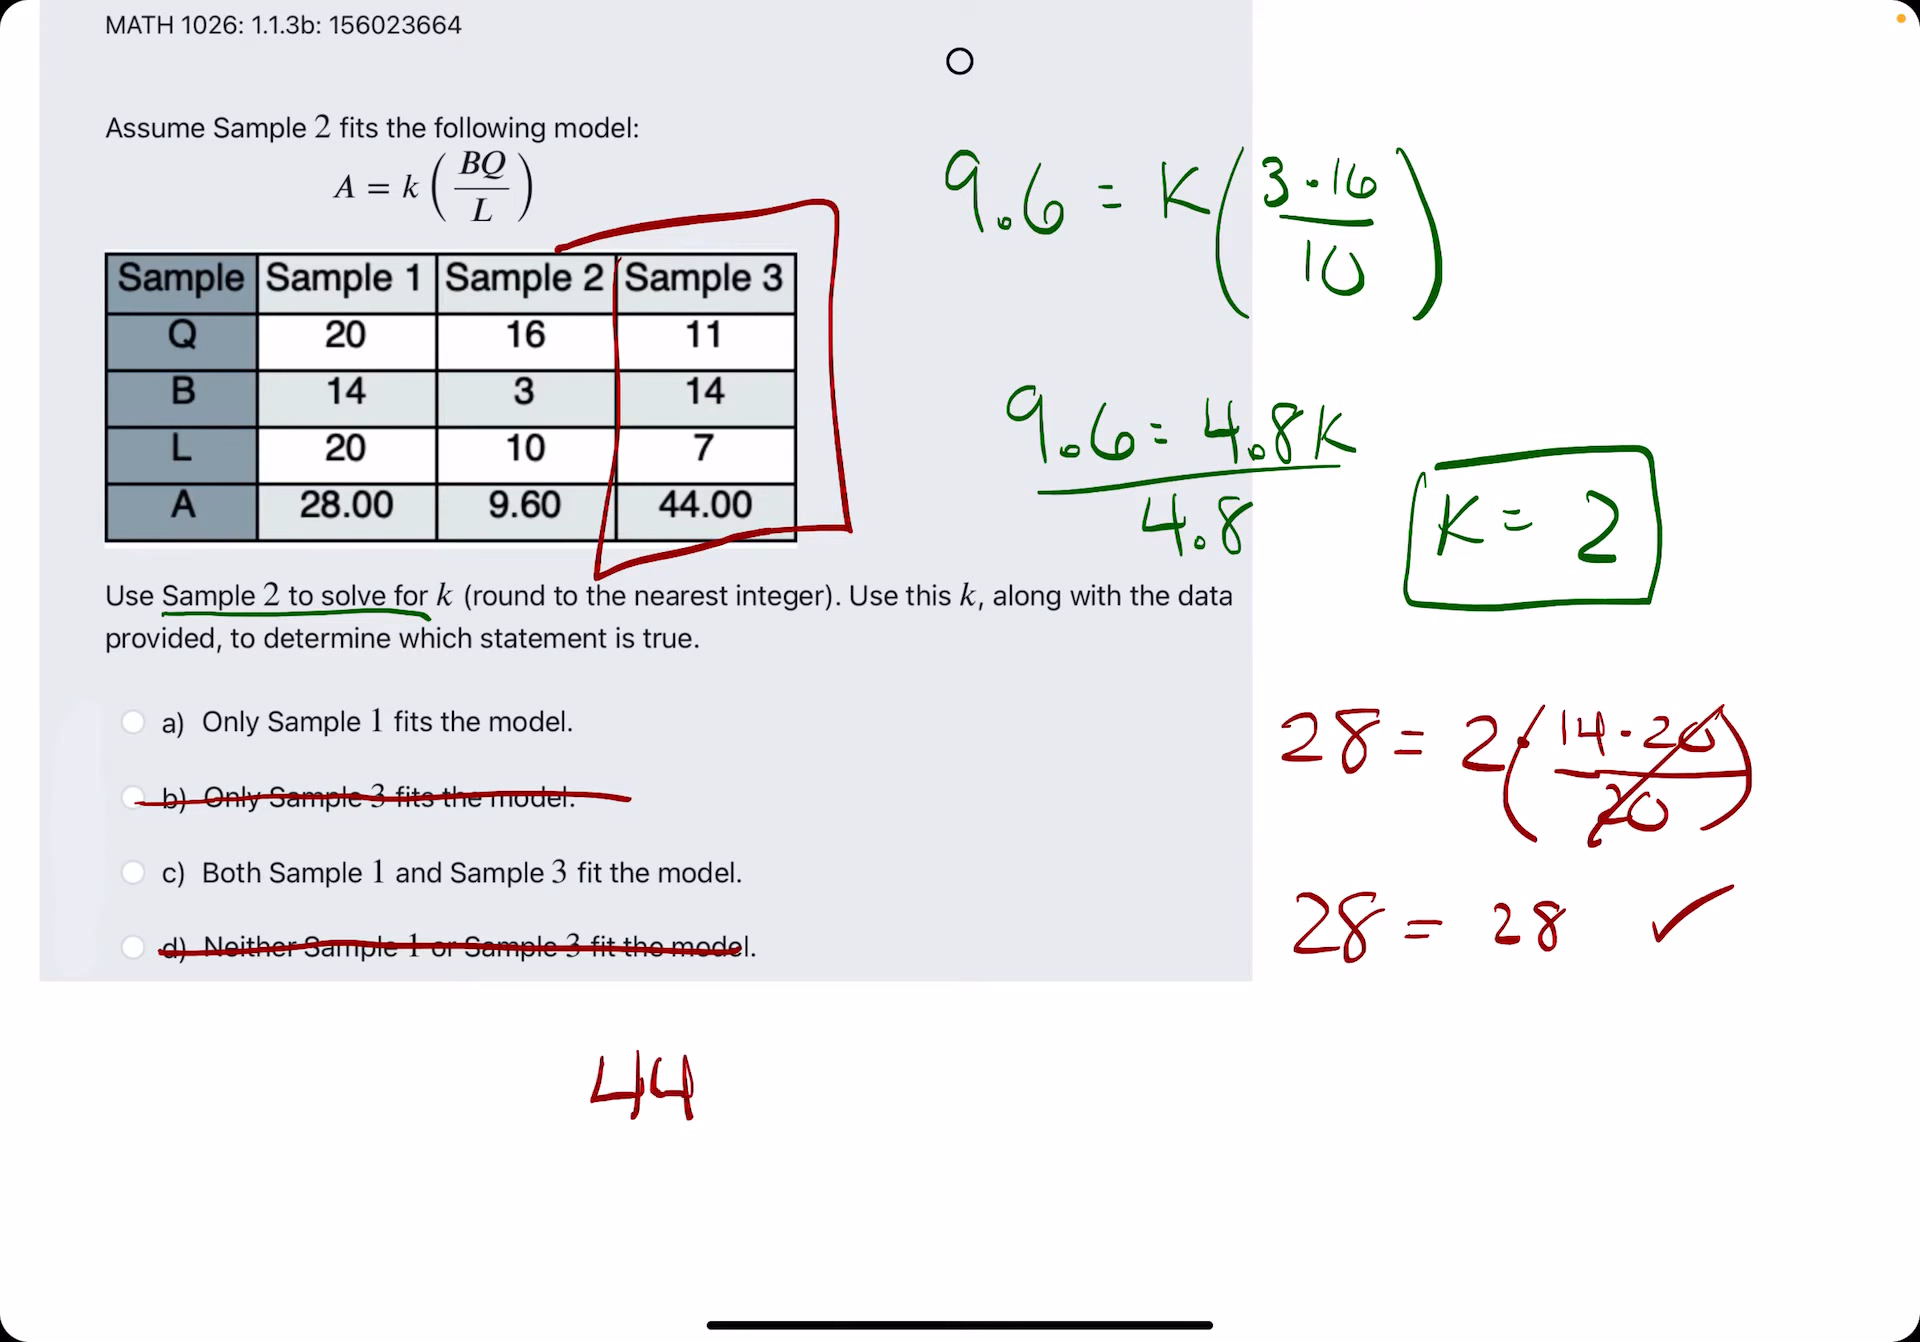 MATH 1026: 1.1.3b: 156023664
Assume Sample 2 fits the following model:
A = k ( BQ / L )
Sample Sample 1 Sample 2 Sample 3
Q 20 16 11
B 14 3 14
L 20 10 7
A 28.00 9.60 44.00
Use Sample 2 to solve for k (round to the nearest integer). Use this k, along with the data
provided, to determine which statement is true.
a) Only Sample 1 fits the model.
b) Only Sample 3 fits the model.
c) Both Sample 1 and Sample 3 fit the model.
d) Neither Sample 1 or Sample 3 fit the model.
9.6 = K ( 3·16 / 10 )
9.6 = 4.8K
4.8
K = 2
28 = 2·( 14·20 / 20 )
28 = 28 ✓
44